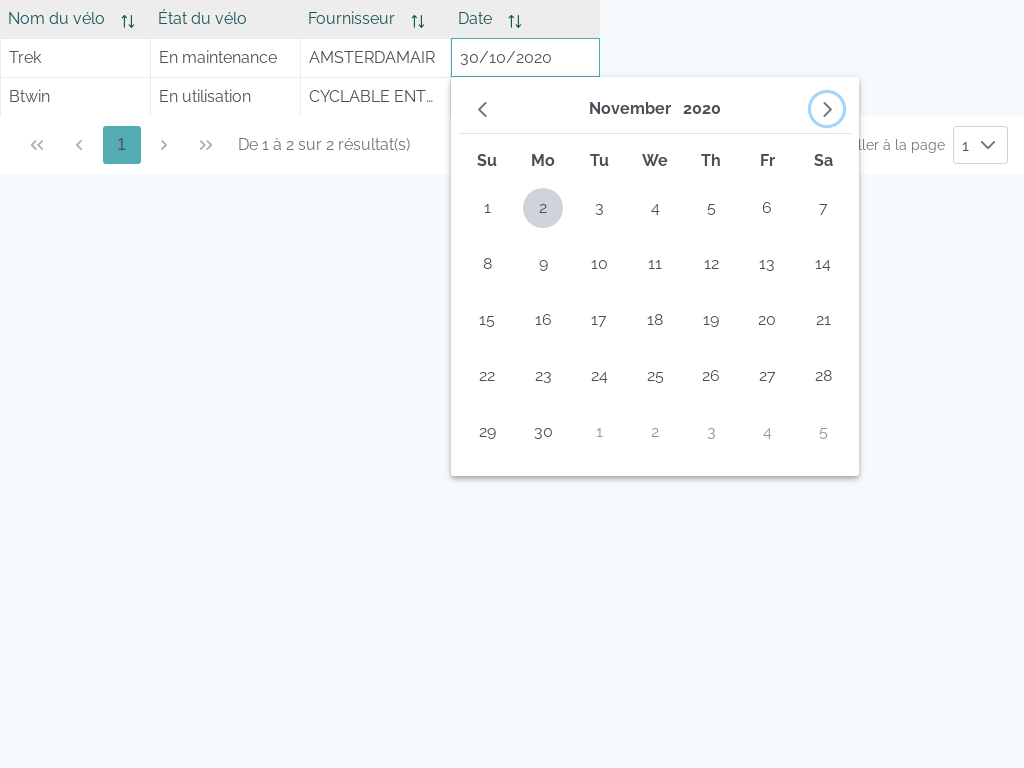 Nom du vélo État du vélo Fournisseur Date
Trek En maintenance AMSTERDAMAIR 30/10/2020
Btwin En utilisation CYCLABLE ENT...
1 De 1 à 2 sur 2 résultat(s) ller à la page 1
November 2020
Su Mo Tu We Th Fr Sa
1 2 3 4 5 6 7
8 9 10 11 12 13 14
15 16 17 18 19 20 21
22 23 24 25 26 27 28
29 30 1 2 3 4 5